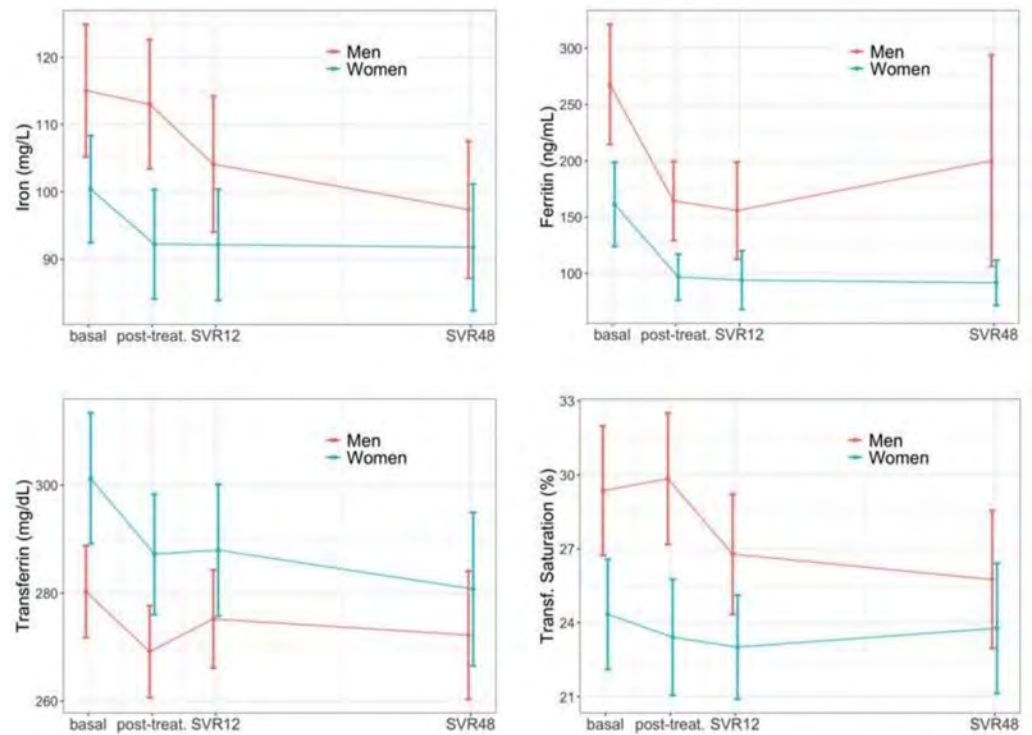 Iron (mg/L)
120
110
100
90
Men
Women
basal post-treat. SVR12 SVR48
Ferritin (ng/mL)
300
250
200
150
100
Men
Women
basal post-treat. SVR12 SVR48
Transferrin (mg/dL)
300
280
260
Men
Women
basal post-treat. SVR12 SVR48
Transf. Saturation (%)
33
30
27
24
21
Men
Women
basal post-treat. SVR12 SVR48